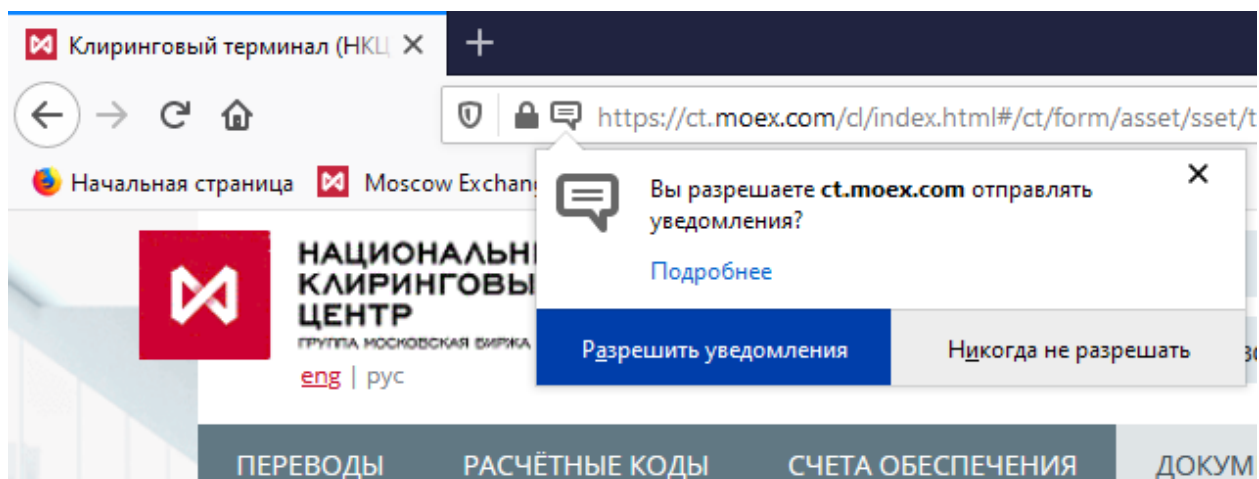 Клиринговый терминал (НКЦ
https://ct.moex.com/cl/index.html#/ct/form/asset/sset/t
Начальная страница Moscow Exchan
Вы разрешаете ct.moex.com отправлять
уведомления?
Подробнее
Разрешить уведомления Никогда не разрешать
НАЦИОНАЛЬН
КЛИРИНГОВЫ
ЦЕНТР
ГРУППА МОСКОВСКАЯ БИРЖА
eng | рус
ПЕРЕВОДЫ РАСЧЁТНЫЕ КОДЫ СЧЕТА ОБЕСПЕЧЕНИЯ ДОКУМ